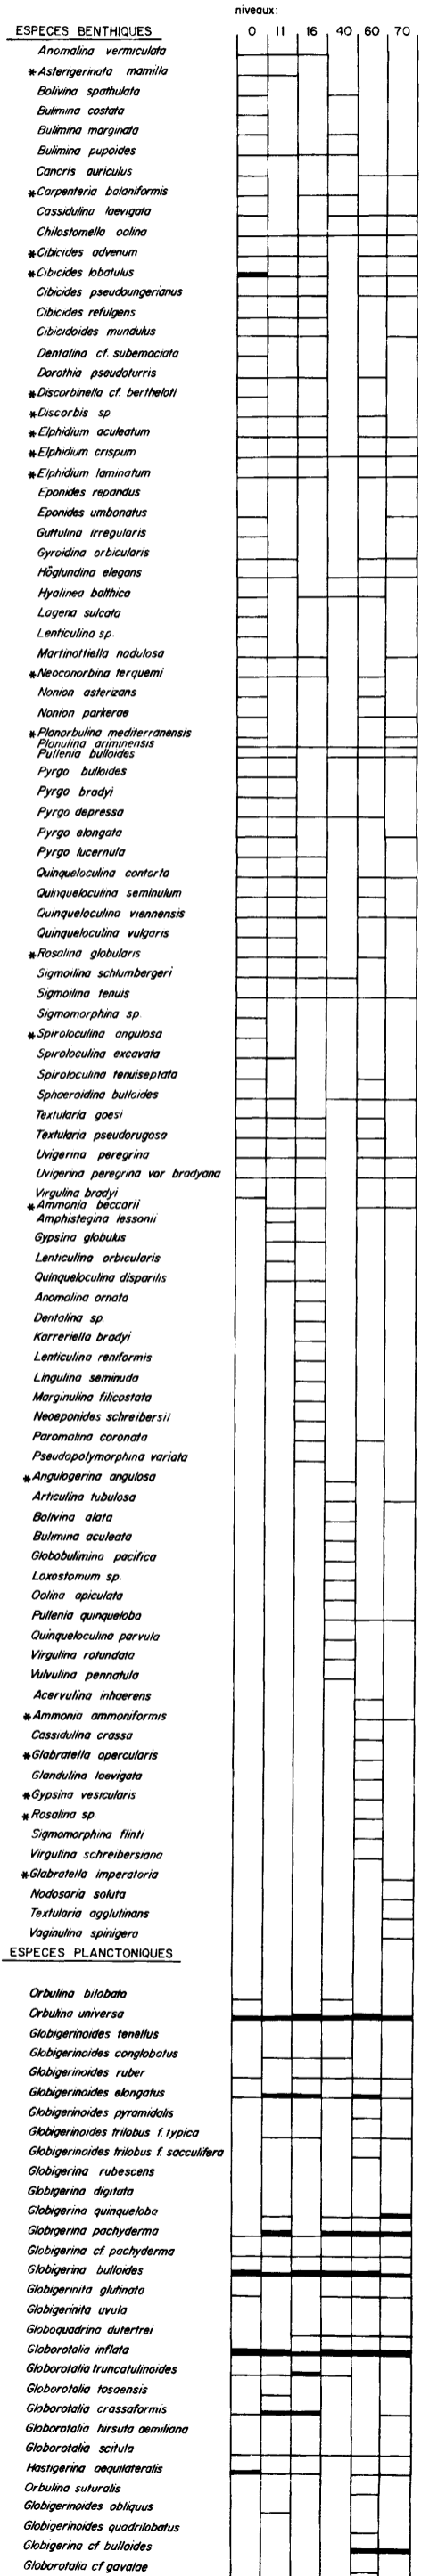 niveaux:
ESPECES BENTHIQUES 0 11 16 40 60 70
Anomalina vermiculata
*Asterigerinata mamilla
Bolivina spathulata
Bulimina costata
Bulimina marginata
Bulimina pupoides
Cancris auriculus
*Carpenteria balaniformis
Cassidulina laevigata
Chilostomella oolina
*Cibicides advenum
*Cibicides lobatulus
Cibicides pseudoungerianus
Cibicides refulgens
Cibicidoides mundulus
Dentalina cf. subemaciata
Dorothia pseudoturris
*Discorbinella cf. bertheloti
*Discorbis sp
*Elphidium aculeatum
*Elphidium crispum
*Elphidium laminatum
Eponides repandus
Eponides umbonatus
Guttulina irregularis
Gyroidina orbicularis
Höglundina elegans
Hyalinea balthica
Lagena sulcata
Lenticulina sp.
Martinottiella nodulosa
*Neoconorbina terquemi
Nonion asterizans
Nonion parkerae
*Planorbulina mediterranensis
Planulina ariminensis
Pullenia bulloides
Pyrgo bulloides
Pyrgo bradyi
Pyrgo depressa
Pyrgo elongata
Pyrgo lucernula
Quinqueloculina contorta
Quinqueloculina seminulum
Quinqueloculina viennensis
Quinqueloculina vulgaris
*Rosalina globularis
Sigmoilina schlumbergeri
Sigmoilina tenuis
Sigmomorphina sp.
*Spiroloculina angulosa
Spiroloculina excavata
Spiroloculina tenuiseptata
Sphaeroidina bulloides
Textularia goesi
Textularia pseudorugosa
Uvigerina peregrina
Uvigerina peregrina var bradyana
Virgulina bradyi
*Ammonia beccarii
Amphistegina lessonii
Gypsina globulus
Lenticulina orbicularis
Quinqueloculina disparilis
Anomalina ornata
Dentalina sp.
Karreriella bradyi
Lenticulina reniformis
Lingulina seminuda
Marginulina filicostata
Neoeponides schreibersii
Paromalina coronata
Pseudopolymorphina variata
*Angulogerina angulosa
Articulina tubulosa
Bolivina alata
Bulimina aculeata
Globobulimina pacifica
Loxostomum sp.
Oolina apiculata
Pullenia quinqueloba
Quinqueloculina parvula
Virgulina rotundata
Vulvulina pennatula
Acervulina inhaerens
*Ammonia ammoniformis
Cassidulina crassa
*Glabratella opercularis
Glandulina laevigata
*Gypsina vesicularis
*Rosalina sp.
Sigmomorphina flinti
Virgulina schreibersiana
*Glabratella imperatoria
Nodosaria soluta
Textularia agglutinans
Vaginulina spinigera
ESPECES PLANCTONIQUES
Orbulina bilobata
Orbulina universa
Globigerinoides tenellus
Globigerinoides conglobatus
Globigerinoides ruber
Globigerinoides elongatus
Globigerinoides pyramidalis
Globigerinoides trilobus f. typica
Globigerinoides trilobus f. sacculifera
Globigerina rubescens
Globigerina digitata
Globigerina quinqueloba
Globigerina pachyderma
Globigerina cf. pachyderma
Globigerina bulloides
Globigerinita glutinata
Globigerinita uvula
Globoquadrina dutertrei
Globorotalia inflata
Globorotalia truncatulinoides
Globorotalia tosaensis
Globorotalia crassaformis
Globorotalia hirsuta aemiliana
Globorotalia scitula
Hastigerina aequilateralis
Orbulina suturalis
Globigerinoides obliquus
Globigerinoides quadrilobatus
Globigerina cf bulloides
Globorotalia cf gavalae